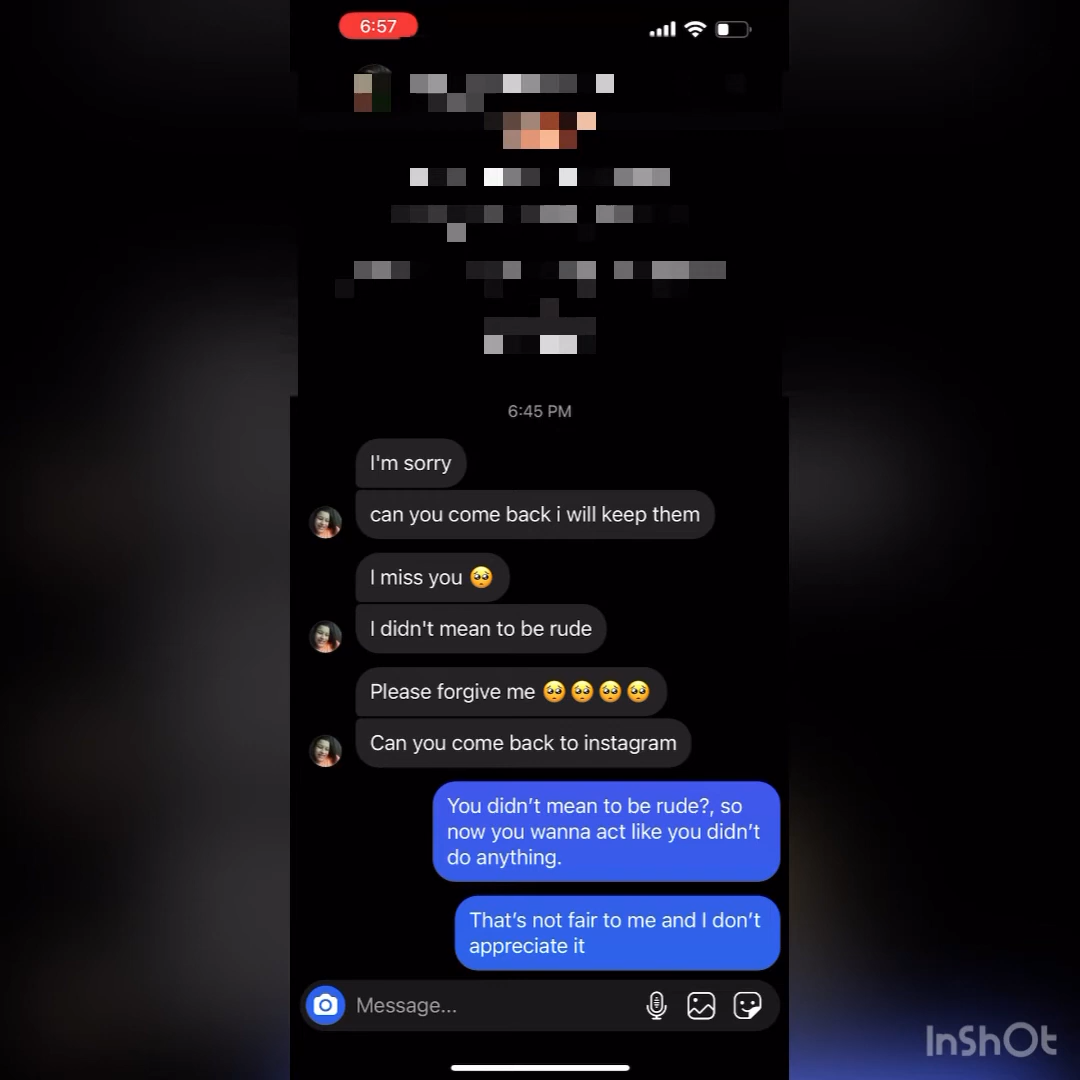 6:57
6:45 PM
I'm sorry
can you come back i will keep them
I miss you 🥺
I didn't mean to be rude
Please forgive me 🥺🥺🥺🥺
Can you come back to instagram
You didn’t mean to be rude?, so
now you wanna act like you didn’t
do anything.
That’s not fair to me and I don’t
appreciate it
Message...
InShOt